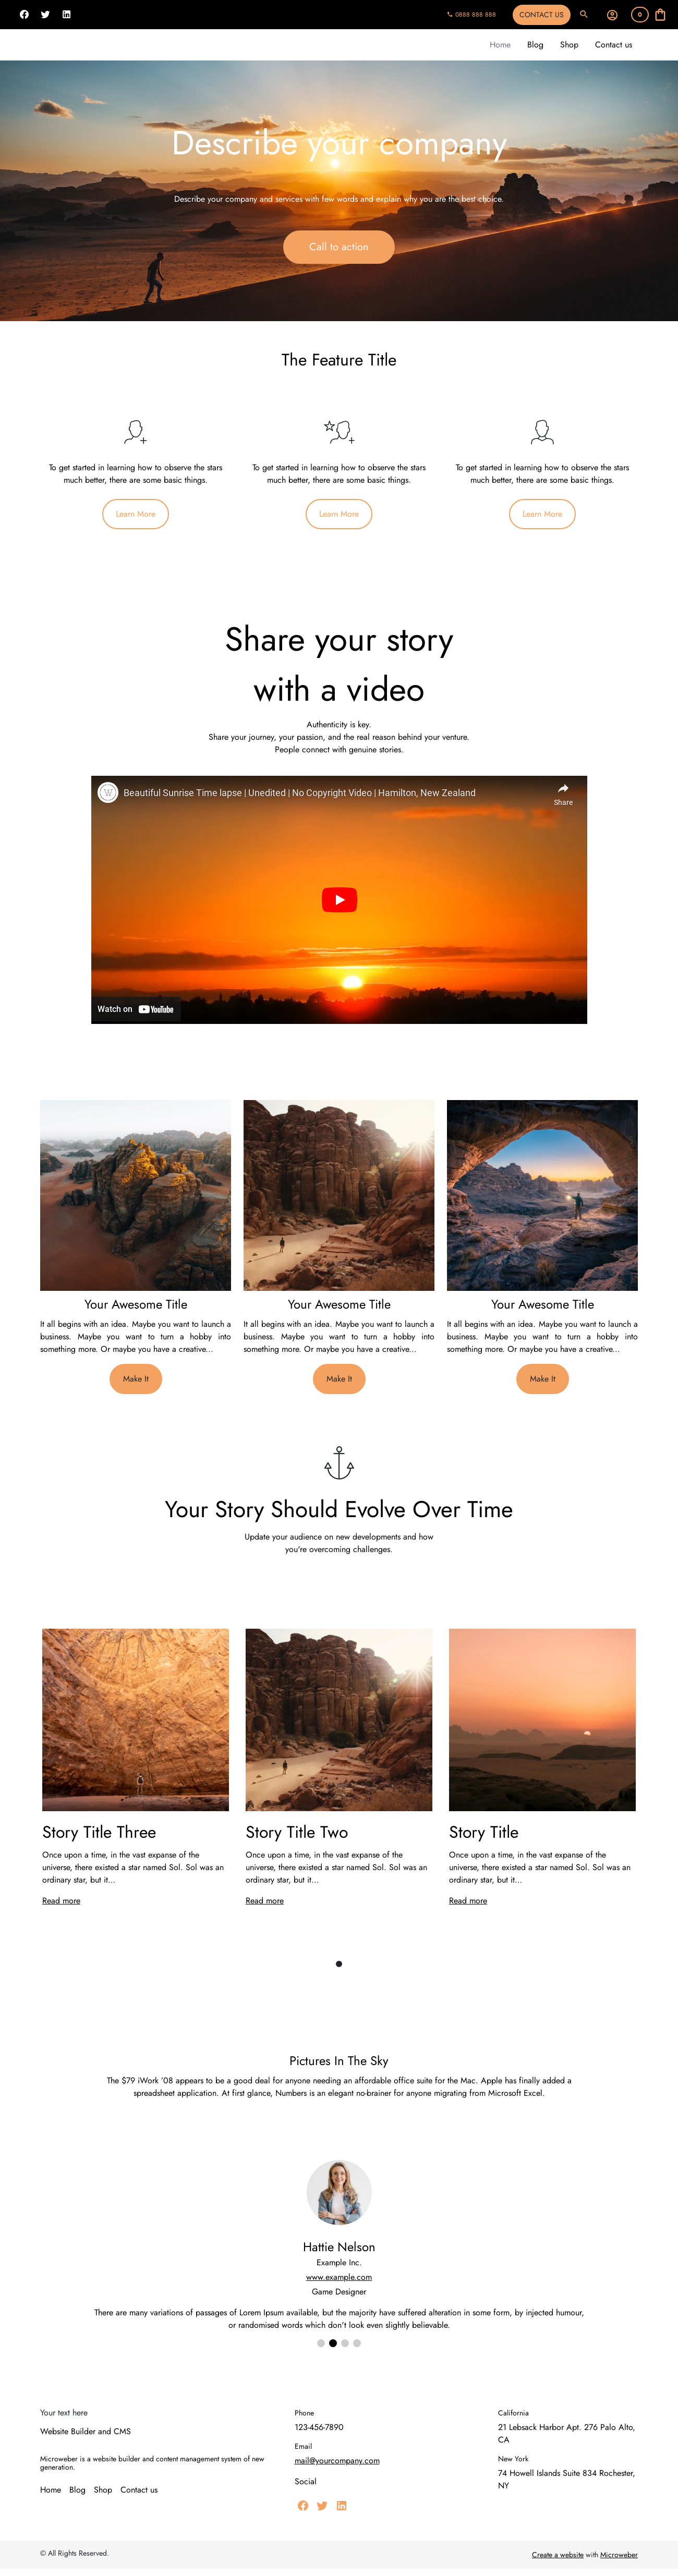 0888 888 888
CONTACT US
0
Home Blog Shop Contact us
Describe your company
Describe your company and services with few words and explain why you are the best choice.
Call to action
The Feature Title
To get started in learning how to observe the stars
much better, there are some basic things.
Learn More
To get started in learning how to observe the stars
much better, there are some basic things.
Learn More
To get started in learning how to observe the stars
much better, there are some basic things.
Learn More
Share your story
with a video
Authenticity is key.
Share your journey, your passion, and the real reason behind your venture.
People connect with genuine stories.
W
Beautiful Sunrise Time lapse | Unedited | No Copyright Video | Hamilton, New Zealand
Share
Watch on YouTube
Your Awesome Title
It all begins with an idea. Maybe you want to launch a
business. Maybe you want to turn a hobby into
something more. Or maybe you have a creative...
Make It
Your Awesome Title
It all begins with an idea. Maybe you want to launch a
business. Maybe you want to turn a hobby into
something more. Or maybe you have a creative...
Make It
Your Awesome Title
It all begins with an idea. Maybe you want to launch a
business. Maybe you want to turn a hobby into
something more. Or maybe you have a creative...
Make It
Your Story Should Evolve Over Time
Update your audience on new developments and how
you're overcoming challenges.
Story Title Three
Once upon a time, in the vast expanse of the
universe, there existed a star named Sol. Sol was an
ordinary star, but it...
Read more
Story Title Two
Once upon a time, in the vast expanse of the
universe, there existed a star named Sol. Sol was an
ordinary star, but it...
Read more
Story Title
Once upon a time, in the vast expanse of the
universe, there existed a star named Sol. Sol was an
ordinary star, but it...
Read more
Pictures In The Sky
The $79 iWork '08 appears to be a good deal for anyone needing an affordable office suite for the Mac. Apple has finally added a
spreadsheet application. At first glance, Numbers is an elegant no-brainer for anyone migrating from Microsoft Excel.
Hattie Nelson
Example Inc.
www.example.com
Game Designer
There are many variations of passages of Lorem Ipsum available, but the majority have suffered alteration in some form, by injected humour,
or randomised words which don't look even slightly believable.
Your text here
Website Builder and CMS
Microweber is a website builder and content management system of new
generation.
Home Blog Shop Contact us
Phone
123-456-7890
Email
mail@yourcompany.com
Social
California
21 Lebsack Harbor Apt. 276 Palo Alto,
CA
New York
74 Howell Islands Suite 834 Rochester,
NY
© All Rights Reserved.
Create a website with Microweber